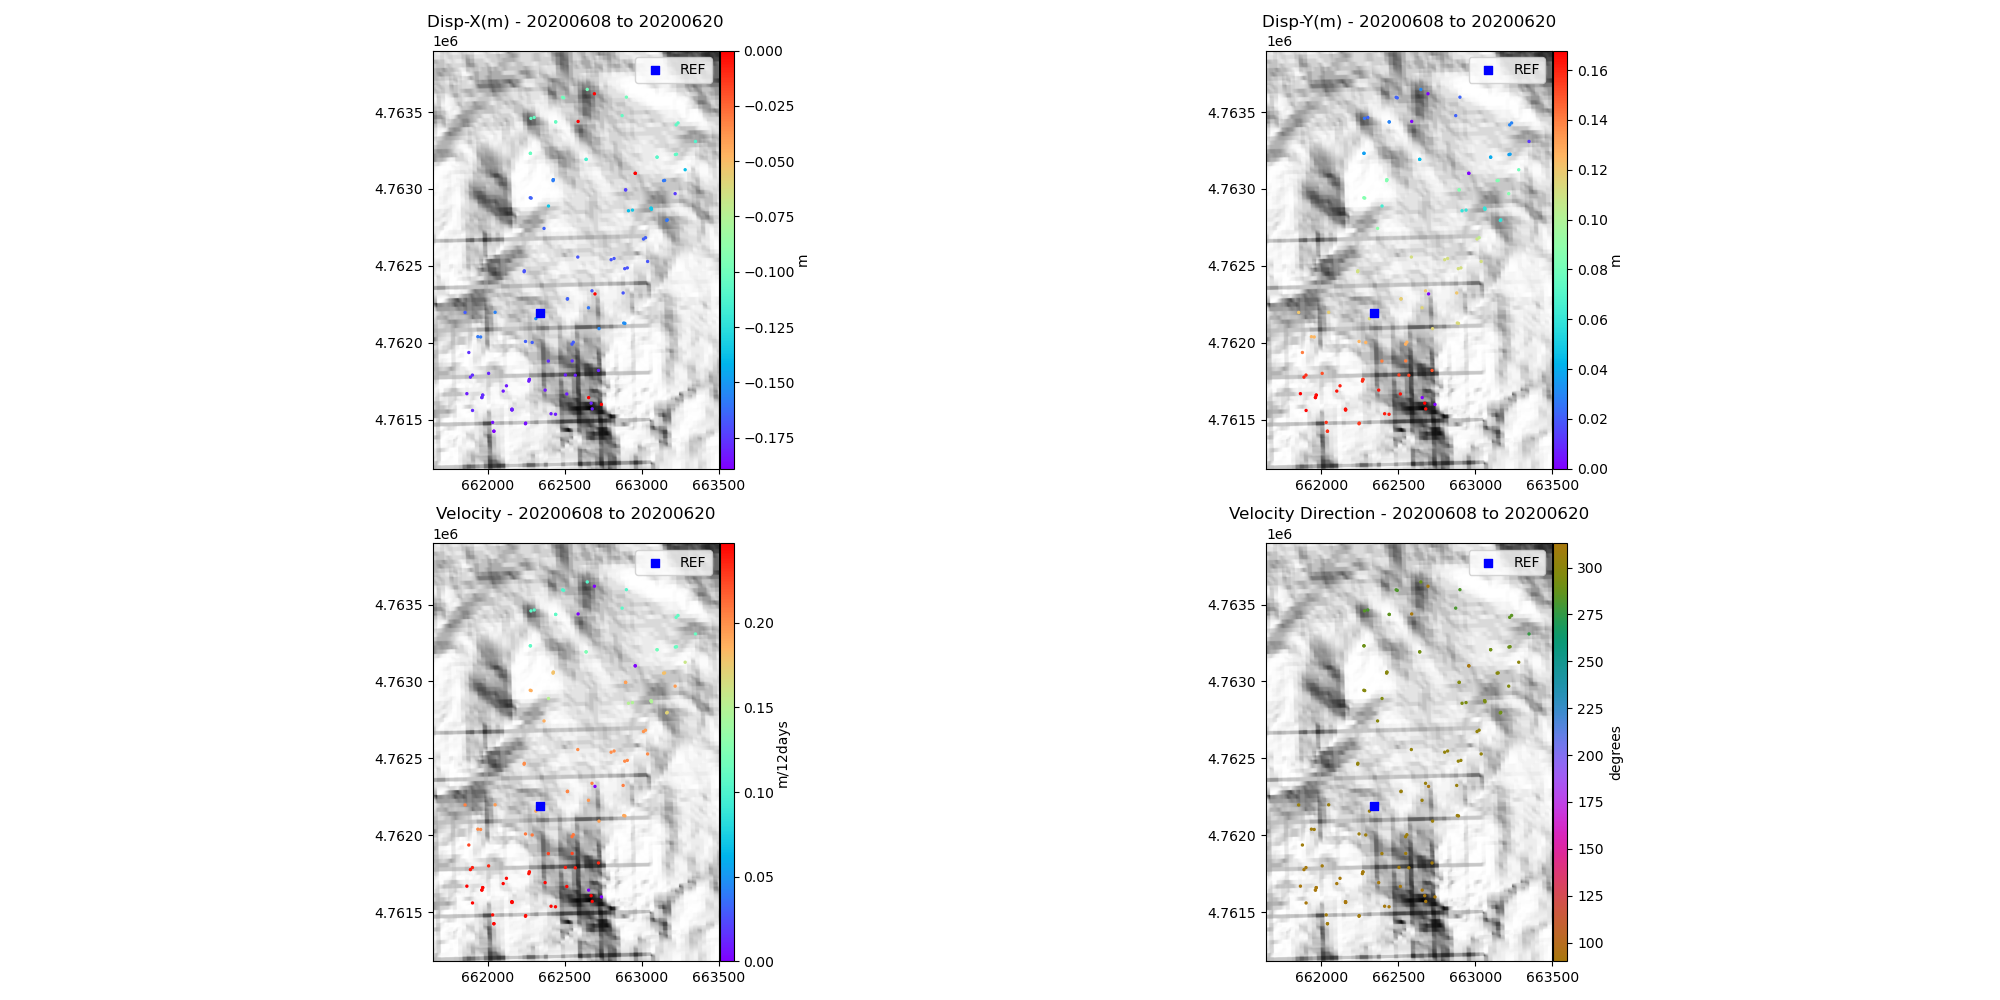 Disp-X(m) - 20200608 to 20200620
1e6
REF
4.7635
4.7630
4.7625
4.7620
4.7615
662000 662500 663000 663500
0.000
−0.025
−0.050
−0.075
−0.100
−0.125
−0.150
−0.175
m
Disp-Y(m) - 20200608 to 20200620
1e6
REF
4.7635
4.7630
4.7625
4.7620
4.7615
662000 662500 663000 663500
0.16
0.14
0.12
0.10
0.08
0.06
0.04
0.02
0.00
m
Velocity - 20200608 to 20200620
1e6
REF
4.7635
4.7630
4.7625
4.7620
4.7615
662000 662500 663000 663500
0.20
0.15
0.10
0.05
0.00
m/12days
Velocity Direction - 20200608 to 20200620
1e6
REF
4.7635
4.7630
4.7625
4.7620
4.7615
662000 662500 663000 663500
300
275
250
225
200
175
150
125
100
degrees